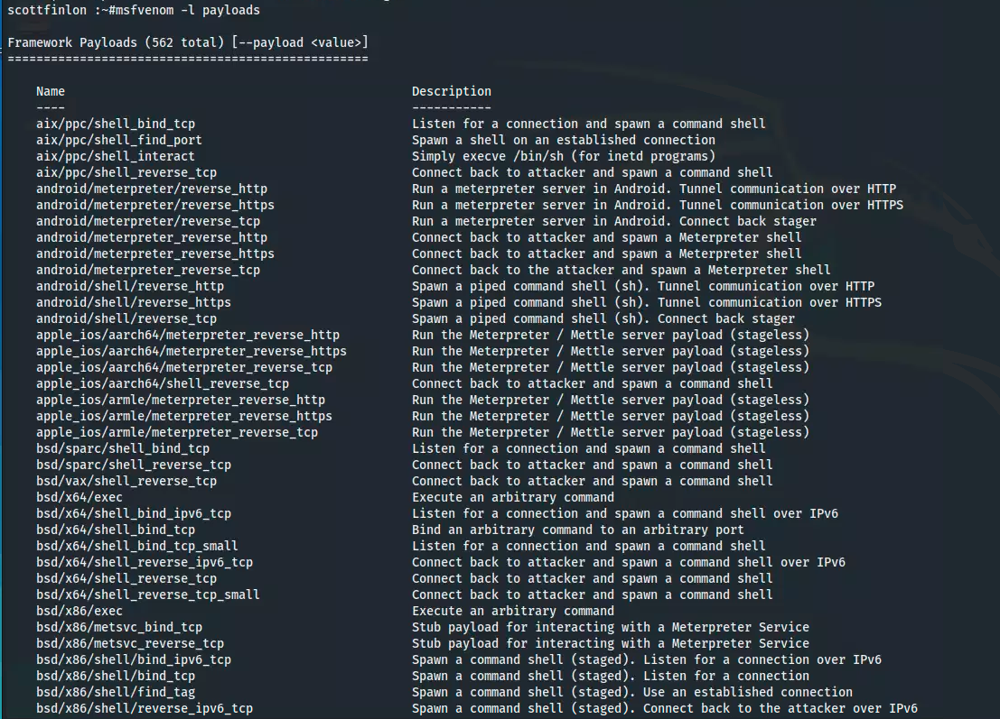 scottfinlon :~#msfvenom -l payloads
Framework Payloads (562 total) [--payload <value>]
==================================================
Name Description
---- -----------
aix/ppc/shell_bind_tcp Listen for a connection and spawn a command shell
aix/ppc/shell_find_port Spawn a shell on an established connection
aix/ppc/shell_interact Simply execve /bin/sh (for inetd programs)
aix/ppc/shell_reverse_tcp Connect back to attacker and spawn a command shell
android/meterpreter/reverse_http Run a meterpreter server in Android. Tunnel communication over HTTP
android/meterpreter/reverse_https Run a meterpreter server in Android. Tunnel communication over HTTPS
android/meterpreter/reverse_tcp Run a meterpreter server in Android. Connect back stager
android/meterpreter_reverse_http Connect back to attacker and spawn a Meterpreter shell
android/meterpreter_reverse_https Connect back to attacker and spawn a Meterpreter shell
android/meterpreter_reverse_tcp Connect back to the attacker and spawn a Meterpreter shell
android/shell/reverse_http Spawn a piped command shell (sh). Tunnel communication over HTTP
android/shell/reverse_https Spawn a piped command shell (sh). Tunnel communication over HTTPS
android/shell/reverse_tcp Spawn a piped command shell (sh). Connect back stager
apple_ios/aarch64/meterpreter_reverse_http Run the Meterpreter / Mettle server payload (stageless)
apple_ios/aarch64/meterpreter_reverse_https Run the Meterpreter / Mettle server payload (stageless)
apple_ios/aarch64/meterpreter_reverse_tcp Run the Meterpreter / Mettle server payload (stageless)
apple_ios/aarch64/shell_reverse_tcp Connect back to attacker and spawn a command shell
apple_ios/armle/meterpreter_reverse_http Run the Meterpreter / Mettle server payload (stageless)
apple_ios/armle/meterpreter_reverse_https Run the Meterpreter / Mettle server payload (stageless)
apple_ios/armle/meterpreter_reverse_tcp Run the Meterpreter / Mettle server payload (stageless)
bsd/sparc/shell_bind_tcp Listen for a connection and spawn a command shell
bsd/sparc/shell_reverse_tcp Connect back to attacker and spawn a command shell
bsd/vax/shell_reverse_tcp Connect back to attacker and spawn a command shell
bsd/x64/exec Execute an arbitrary command
bsd/x64/shell_bind_ipv6_tcp Listen for a connection and spawn a command shell over IPv6
bsd/x64/shell_bind_tcp Bind an arbitrary command to an arbitrary port
bsd/x64/shell_bind_tcp_small Listen for a connection and spawn a command shell
bsd/x64/shell_reverse_ipv6_tcp Connect back to attacker and spawn a command shell over IPv6
bsd/x64/shell_reverse_tcp Connect back to attacker and spawn a command shell
bsd/x64/shell_reverse_tcp_small Connect back to attacker and spawn a command shell
bsd/x86/exec Execute an arbitrary command
bsd/x86/metsvc_bind_tcp Stub payload for interacting with a Meterpreter Service
bsd/x86/metsvc_reverse_tcp Stub payload for interacting with a Meterpreter Service
bsd/x86/shell/bind_ipv6_tcp Spawn a command shell (staged). Listen for a connection over IPv6
bsd/x86/shell/bind_tcp Spawn a command shell (staged). Listen for a connection
bsd/x86/shell/find_tag Spawn a command shell (staged). Use an established connection
bsd/x86/shell/reverse_ipv6_tcp Spawn a command shell (staged). Connect back to the attacker over IPv6